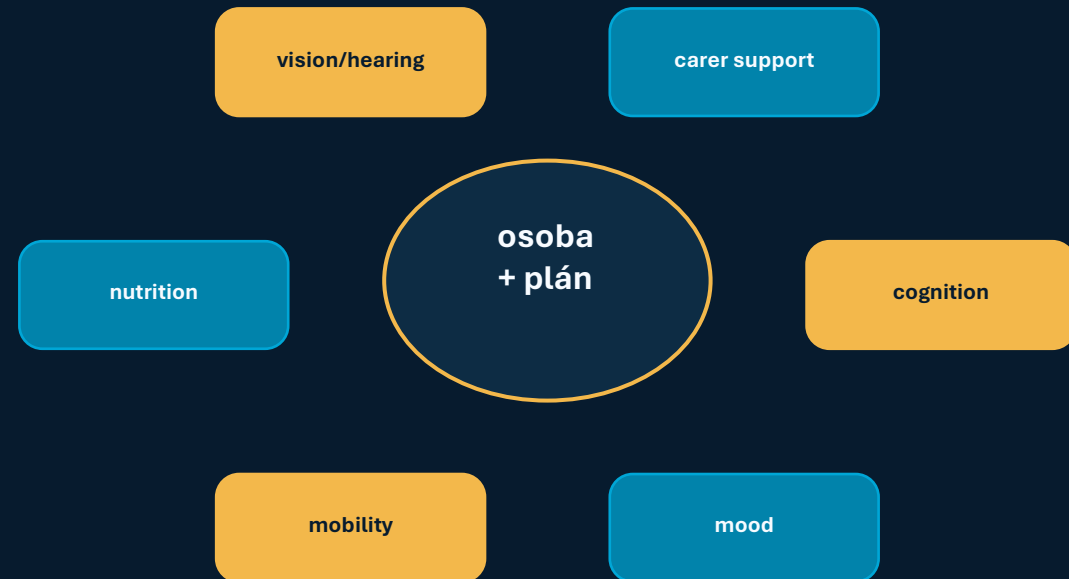 vision/hearing
carer support
osoba
+ plán
nutrition
cognition
mobility
mood